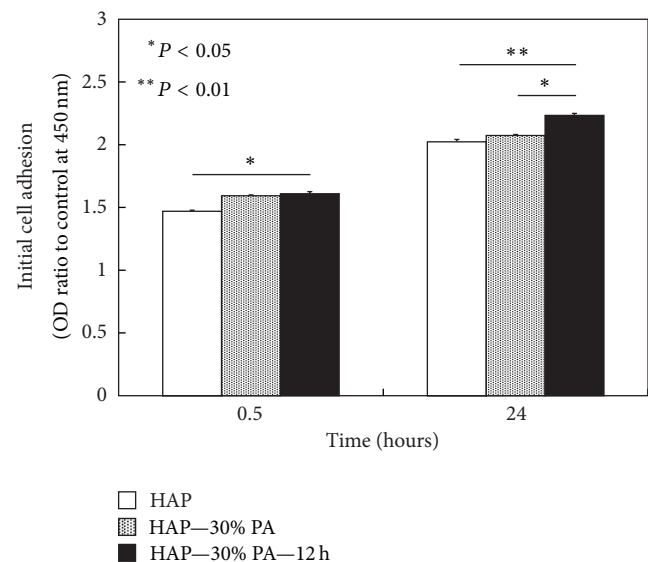 3
2.5
2
1.5
1
0.5
0
Initial cell adhesion
(OD ratio to control at 450 nm)
* P < 0.05
** P < 0.01
*
**
*
0.5
24
Time (hours)
HAP
HAP—30% PA
HAP—30% PA—12 h